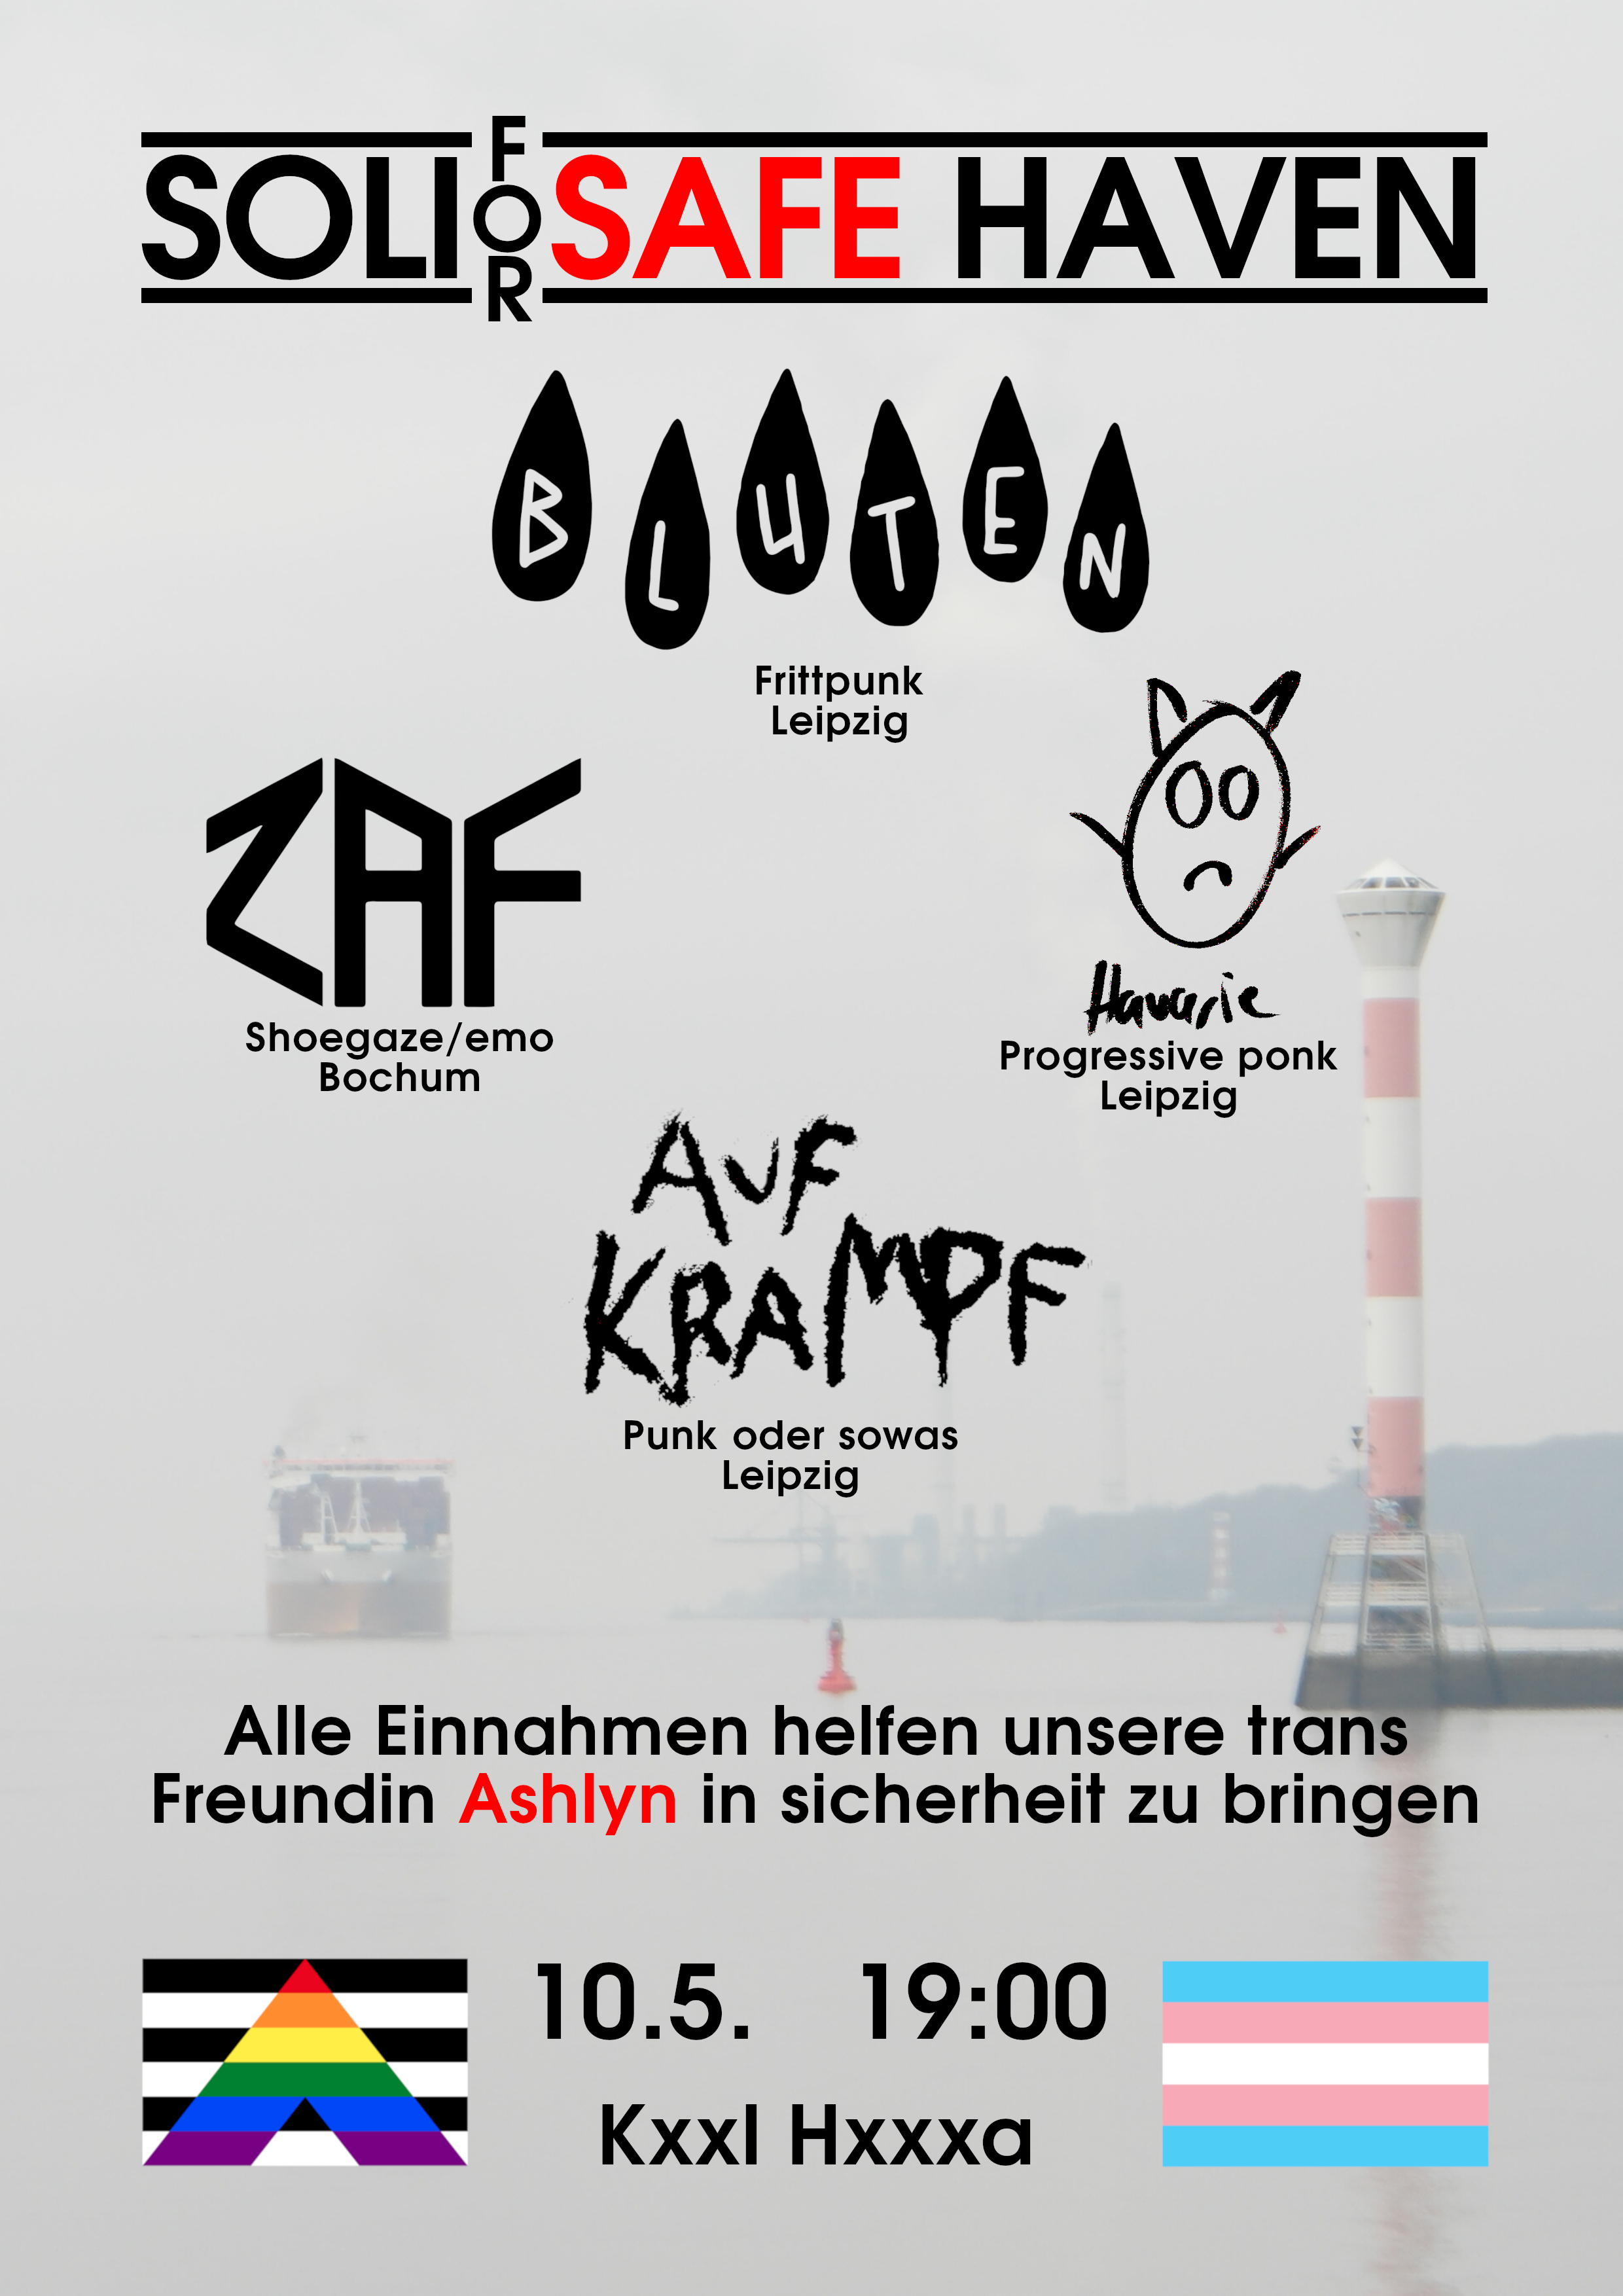 SOLI FOR SAFE HAVEN
BLUTEN
Frittpunk
Leipzig
ZAF
Shoegaze/emo
Bochum
Havarie
Progressive ponk
Leipzig
AUF
KRAMPF
Punk oder sowas
Leipzig
Alle Einnahmen helfen unsere trans
Freundin Ashlyn in sicherheit zu bringen
10.5. 19:00
Kxxl Hxxxa